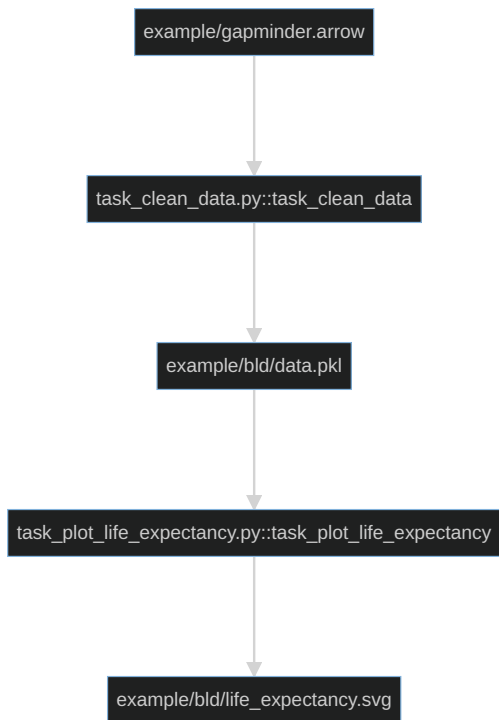 example/gapminder.arrow
task_clean_data.py::task_clean_data
example/bld/data.pkl
task_plot_life_expectancy.py::task_plot_life_expectancy
example/bld/life_expectancy.svg